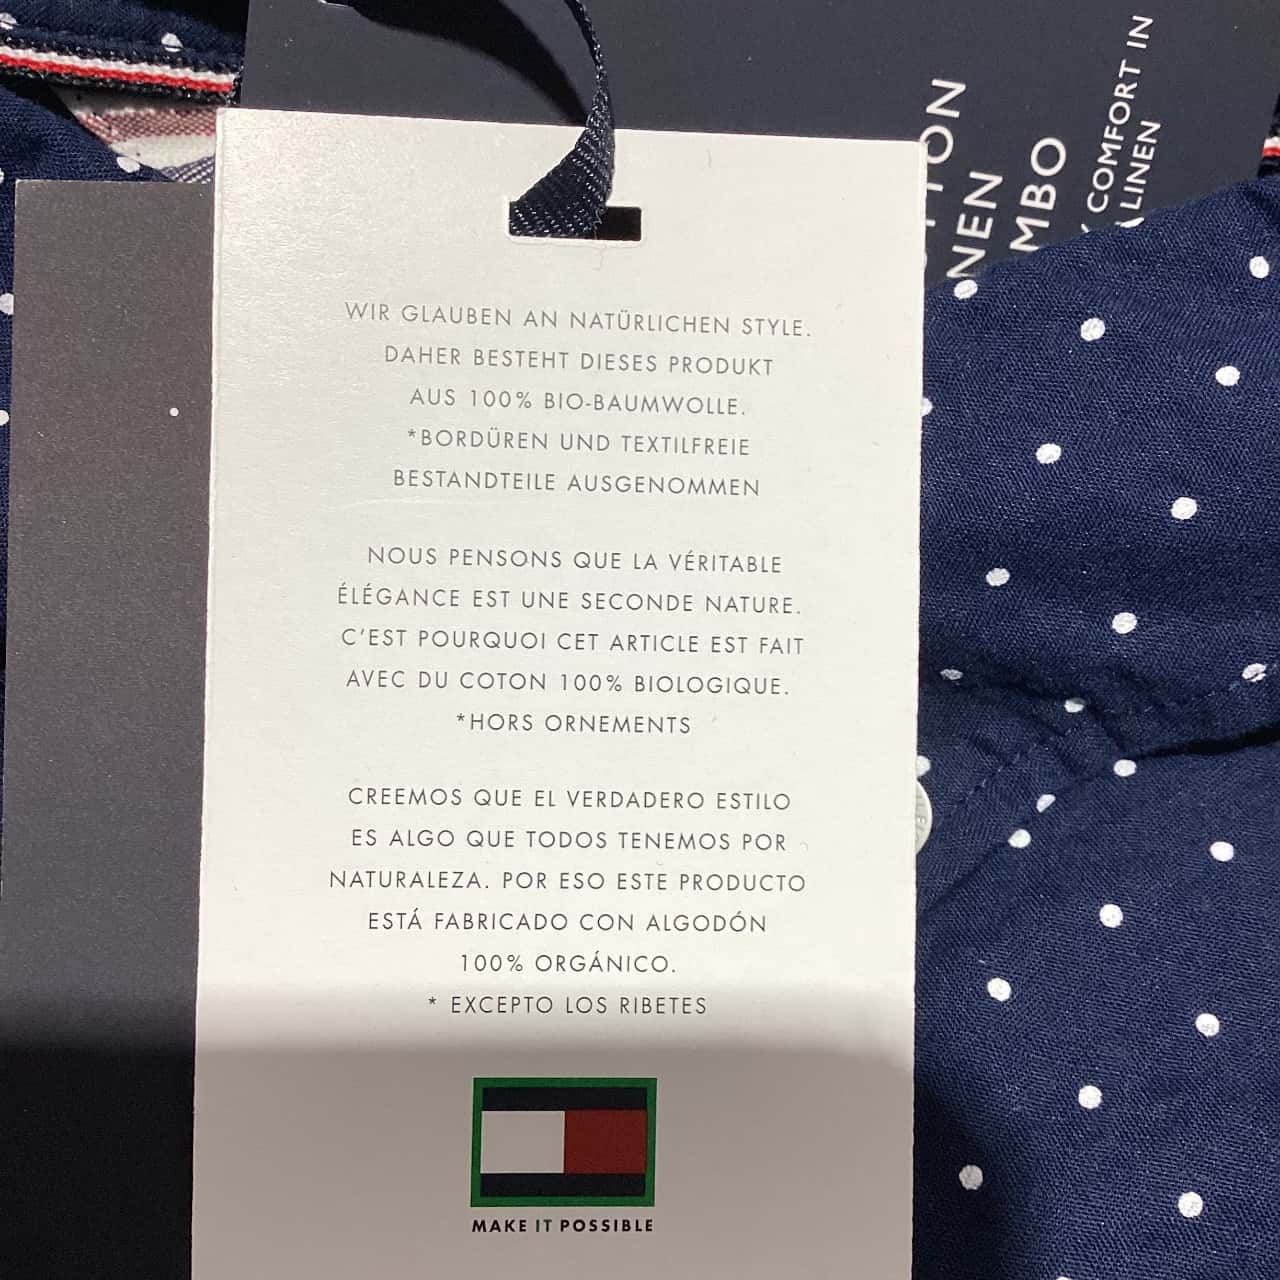 WIR GLAUBEN AN NATÜRLICHEN STYLE.
DAHER BESTEHT DIESES PRODUKT
AUS 100% BIO-BAUMWOLLE.
*BORDÜREN UND TEXTILFREIE
BESTANDTEILE AUSGENOMMEN
NOUS PENSONS QUE LA VÉRITABLE
ÉLÉGANCE EST UNE SECONDE NATURE.
C'EST POURQUOI CET ARTICLE EST FAIT
AVEC DU COTON 100% BIOLOGIQUE.
*HORS ORNEMENTS
CREEMOS QUE EL VERDADERO ESTILO
ES ALGO QUE TODOS TENEMOS POR
NATURALEZA. POR ESO ESTE PRODUCTO
ESTÁ FABRICADO CON ALGODÓN
100% ORGÁNICO.
* EXCEPTO LOS RIBETES
MAKE IT POSSIBLE
COMFORT IN
LINEN